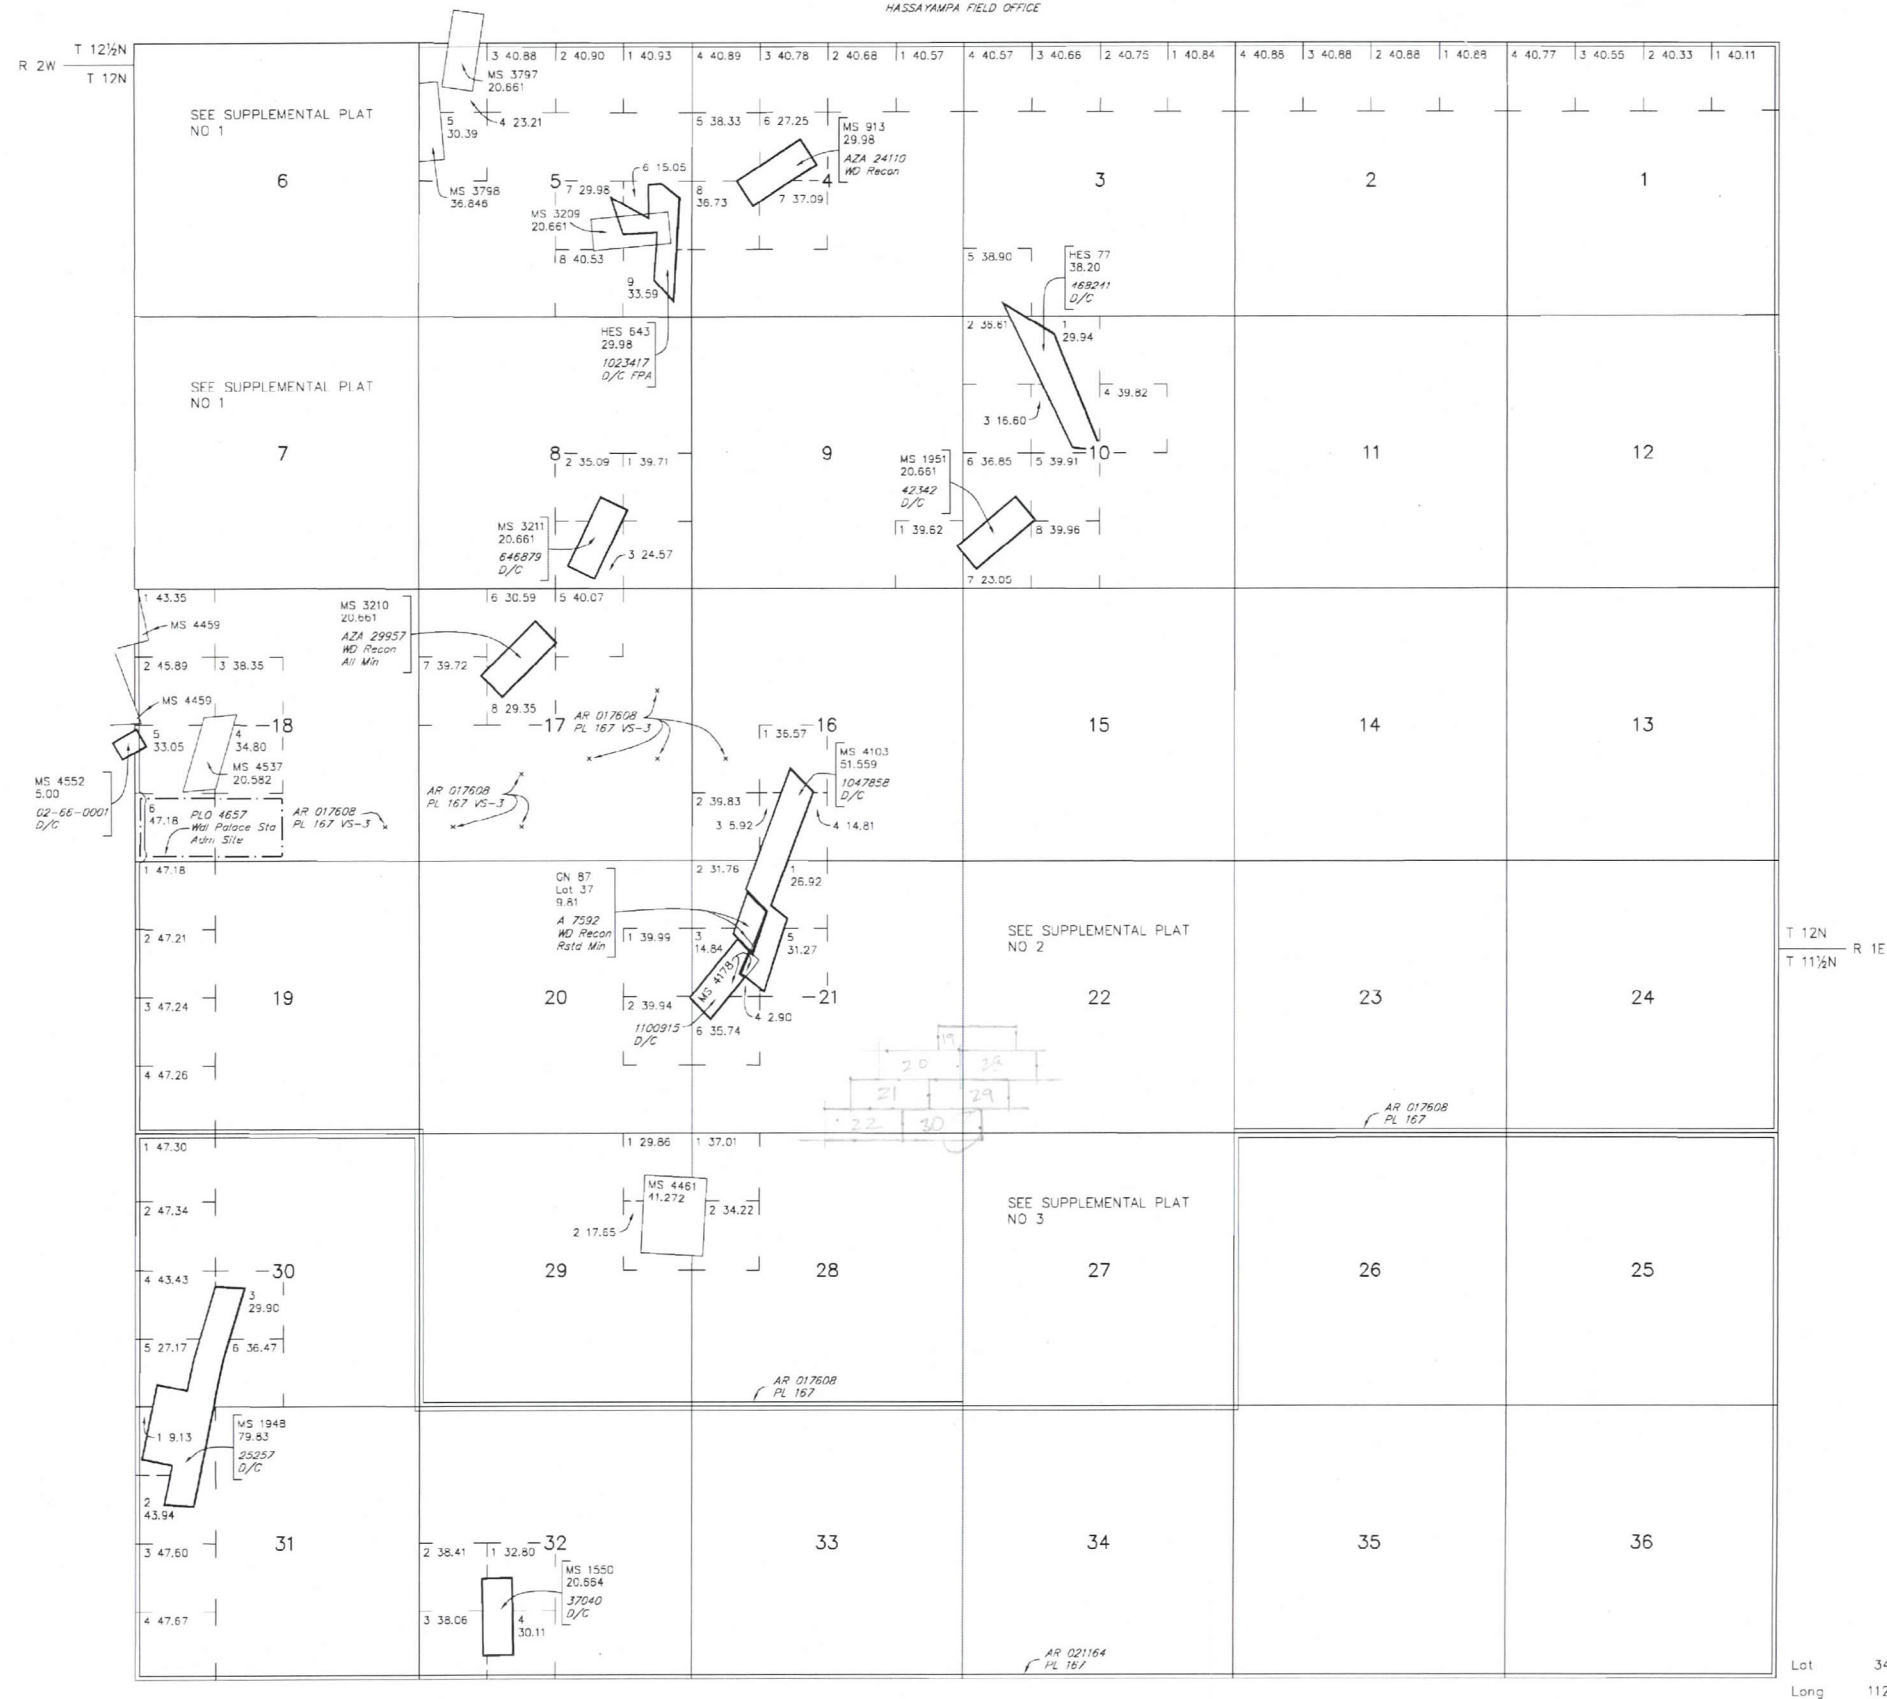 HASSAYAMPA FIELD OFFICE
T 12½N
R 2W
T 12N
3 40.88 2 40.90 1 40.93 4 40.89 3 40.78 2 40.68 1 40.57 4 40.57 3 40.66 2 40.75 1 40.84 4 40.88 3 40.88 2 40.88 1 40.88 4 40.77 3 40.55 2 40.33 1 40.11
MS 3797
20.661
SEE SUPPLEMENTAL PLAT
NO 1
6
5
30.39
4 23.21
MS 3798
36.846
5
6 15.05
7 29.98
MS 3209
20.661
8 40.53
9
33.59
5 38.33 6 27.25
MS 913
29.98
AZA 24110
WD Recon
4
8
36.73
7 37.09
3
2
1
5 38.90
HES 77
38.20
468241
D/C
HES 643
29.98
1023417
D/C FPA
2 36.61
1
29.94
SEE SUPPLEMENTAL PLAT
NO 1
7
4 39.82
3 16.60
8
2 35.09 1 39.71
9
MS 1951
20.661
42342
D/C
6 36.85 5 39.91
10
11
12
MS 3211
20.661
646879
D/C
3 24.57
1 39.62
8 39.96
7 23.05
1 43.35
MS 4459
MS 3210
20.661
AZA 29957
WD Recon
All Min
6 30.59 5 40.07
2 45.89 3 38.35
7 39.72
MS 4459
8 29.35
18
17
AR 017608
PL 167 VS-3
5
33.05
4
34.80
MS 4537
20.582
1 36.57
16
15
14
13
MS 4103
51.559
1047858
D/C
MS 4552
5.00
02-66-0001
D/C
6
47.18
PLO 4657
Wdl Palace Sta
Adm Site
AR 017608
PL 167 VS-3
AR 017608
PL 167 VS-3
2 39.83
3 5.92
4 14.81
1 47.18
2 31.76
1
26.92
GN 87
Lot 37
9.81
A 7592
WD Recon
Rstd Min
2 47.21
1 39.99
3
14.84
5
31.27
SEE SUPPLEMENTAL PLAT
NO 2
T 12N
R 1E
T 11½N
MS 4178
3 47.24
19
20
2 39.94
21
22
23
24
4 2.90
1100915
D/C
6 35.74
4 47.26
19
20 28
21 29
22 30
AR 017608
PL 167
1 47.30
1 29.86 1 37.01
MS 4461
41.272
2 47.34
2 34.22
2 17.65
SEE SUPPLEMENTAL PLAT
NO 3
4 43.43
30
29
28
27
26
25
3
29.90
5 27.17
6 36.47
AR 017608
PL 167
1 9.13
MS 1948
79.83
25257
D/C
2
43.94
3 47.60
31
2 38.41 1 32.80
32
33
34
35
36
MS 1550
20.664
37040
D/C
4 47.67
3 38.06
4
30.11
AR 021164
PL 167
Lat 34
Long 112